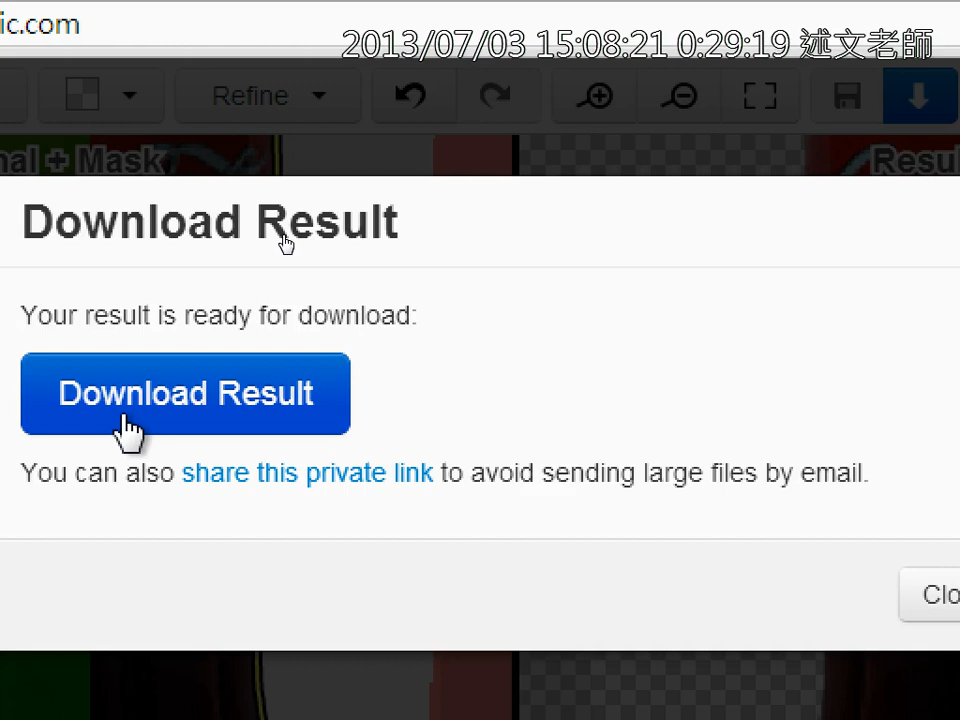 ic.com
2013/07/03 15:08:21 0:29:19 述文老師
Refine
nal + Mask
Resul
Download Result
Your result is ready for download:
Download Result
You can also share this private link to avoid sending large files by email.
Clo